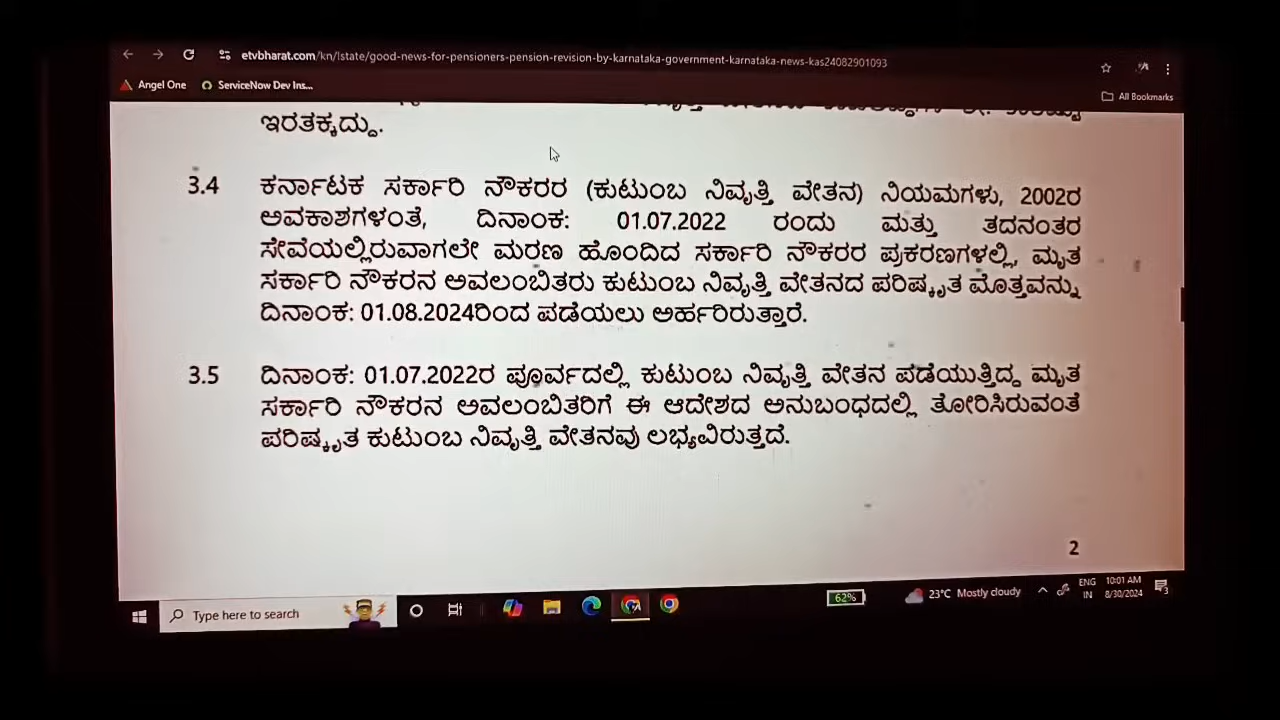 etvbharat.com/kn/!state/good-news-for-pensioners-pension-revision-by-karnataka-government-karnataka-news-kas24082901093
Angel One ServiceNow Dev Ins... All Bookmarks
ಇರತಕ್ಕದ್ದು.
3.4 ಕರ್ನಾಟಕ ಸರ್ಕಾರಿ ನೌಕರರ (ಕುಟುಂಬ ನಿವೃತ್ತಿ ವೇತನ) ನಿಯಮಗಳು, 2002ರ
ಅವಕಾಶಗಳಂತೆ, ದಿನಾಂಕ: 01.07.2022 ರಂದು ಮತ್ತು ತದನಂತರ
ಸೇವೆಯಲ್ಲಿರುವಾಗಲೇ ಮರಣ ಹೊಂದಿದ ಸರ್ಕಾರಿ ನೌಕರರ ಪ್ರಕರಣಗಳಲ್ಲಿ, ಮೃತ
ಸರ್ಕಾರಿ ನೌಕರನ ಅವಲಂಬಿತರು ಕುಟುಂಬ ನಿವೃತ್ತಿ ವೇತನದ ಪರಿಷ್ಕೃತ ಮೊತ್ತವನ್ನು
ದಿನಾಂಕ: 01.08.2024ರಿಂದ ಪಡೆಯಲು ಅರ್ಹರಿರುತ್ತಾರೆ.
3.5 ದಿನಾಂಕ: 01.07.2022ರ ಪೂರ್ವದಲ್ಲಿ ಕುಟುಂಬ ನಿವೃತ್ತಿ ವೇತನ ಪಡೆಯುತ್ತಿದ್ದ ಮೃತ
ಸರ್ಕಾರಿ ನೌಕರನ ಅವಲಂಬಿತರಿಗೆ ಈ ಆದೇಶದ ಅನುಬಂಧದಲ್ಲಿ ತೋರಿಸಿರುವಂತೆ
ಪರಿಷ್ಕೃತ ಕುಟುಂಬ ನಿವೃತ್ತಿ ವೇತನವು ಲಭ್ಯವಿರುತ್ತದೆ.
2
Type here to search 62% 23°C Mostly cloudy ENG 10:01 AM
IN 8/30/2024 3